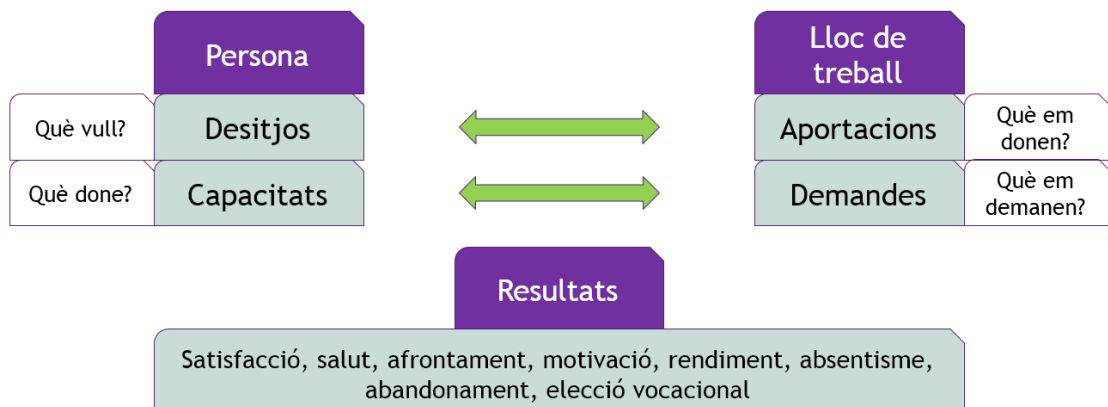 Persona
Lloc de
treball
Què vull?
Desitjos
Aportacions
Què em
donen?
Què done?
Capacitats
Demandes
Què em
demanen?
Resultats
Satisfacció, salut, afrontament, motivació, rendiment, absentisme,
abandonament, elecció vocacional